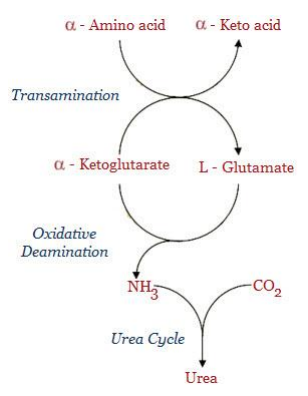 α - Amino acid α - Keto acid
Transamination
α - Ketoglutarate L - Glutamate
Oxidative
Deamination
NH₃ CO₂
Urea Cycle
Urea